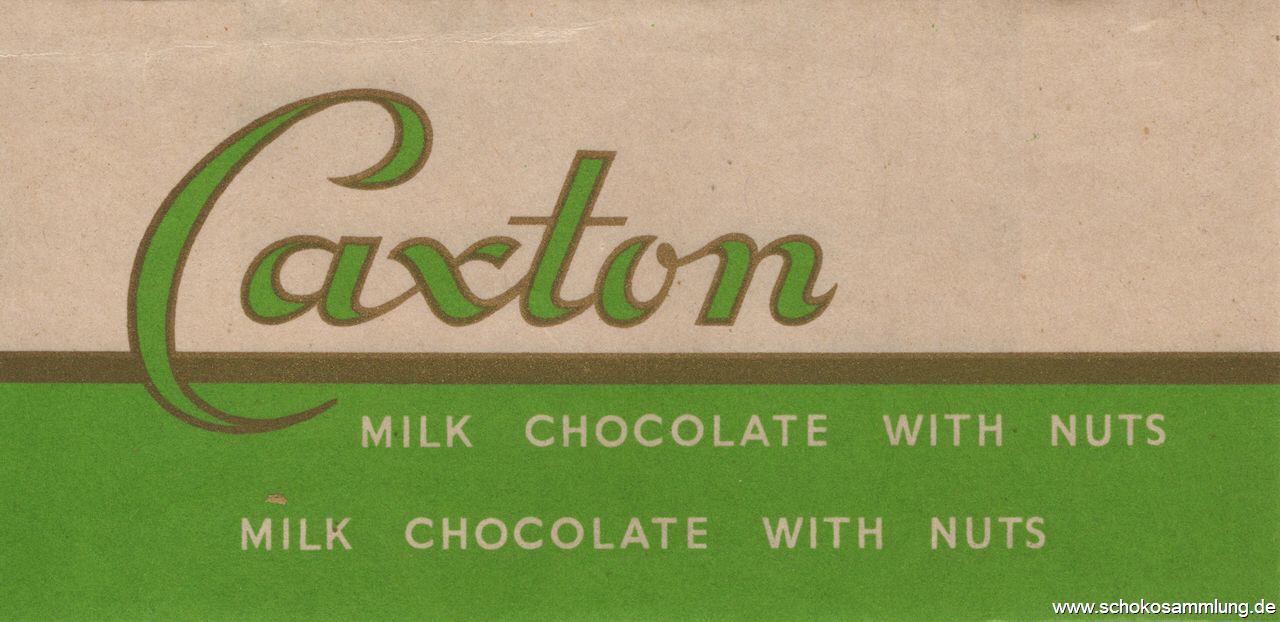 Caxton
MILK CHOCOLATE WITH NUTS
MILK CHOCOLATE WITH NUTS
www.schokosammlung.de